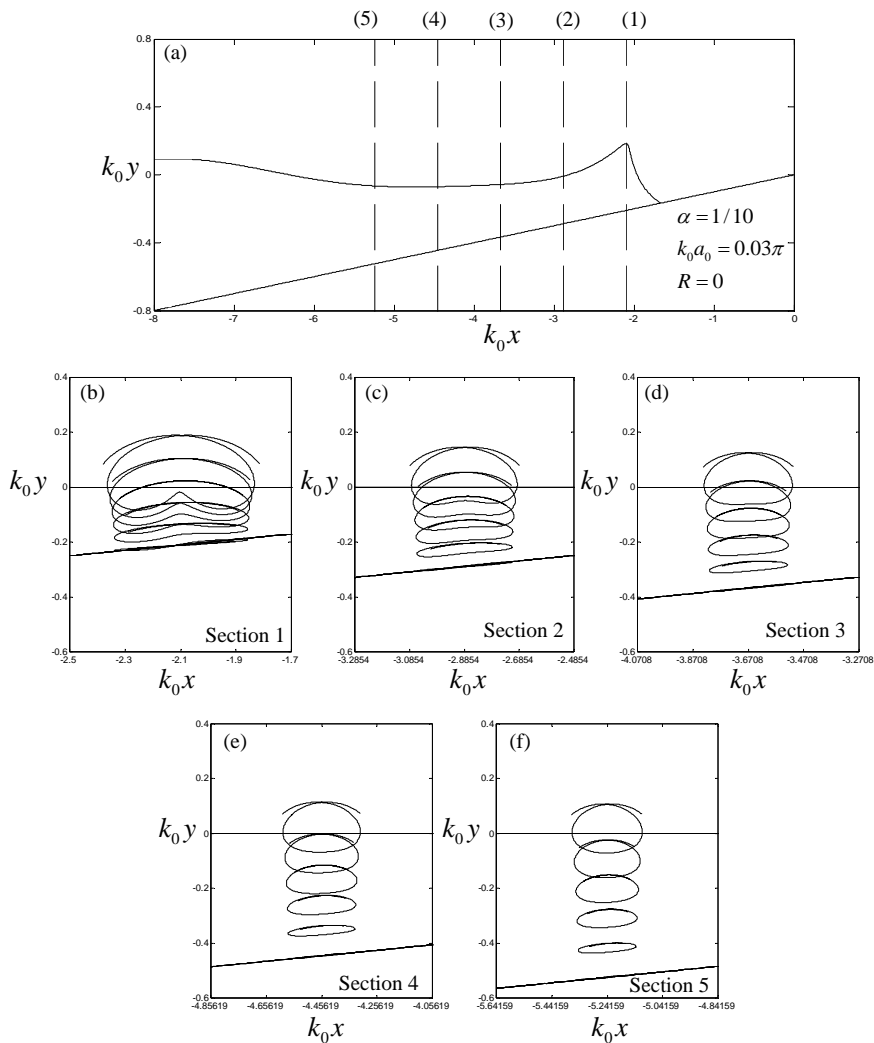 (5) (4) (3) (2) (1)
(a)
0.8
0.4
0
-0.4
-0.8
k₀y
α = 1/10
k₀a₀ = 0.03π
R = 0
-8 -7 -6 -5 -4 -3 -2 -1 0
k₀x
(b)
0.4
0.2
0
-0.2
-0.4
-0.6
k₀y
Section 1
-2.5 -2.3 -2.1 -1.9 -1.7
k₀x
(c)
0.4
0.2
0
-0.2
-0.4
-0.6
k₀y
Section 2
-3.2854 -3.0854 -2.8854 -2.6854 -2.4854
k₀x
(d)
0.4
0.2
0
-0.2
-0.4
-0.6
k₀y
Section 3
-4.0708 -3.8708 -3.6708 -3.4708 -3.2708
k₀x
(e)
0.4
0.2
0
-0.2
-0.4
-0.6
k₀y
Section 4
-4.85619 -4.65619 -4.45619 -4.25619 -4.05619
k₀x
(f)
0.4
0.2
0
-0.2
-0.4
-0.6
k₀y
Section 5
-5.64159 -5.44159 -5.24159 -5.04159 -4.84159
k₀x